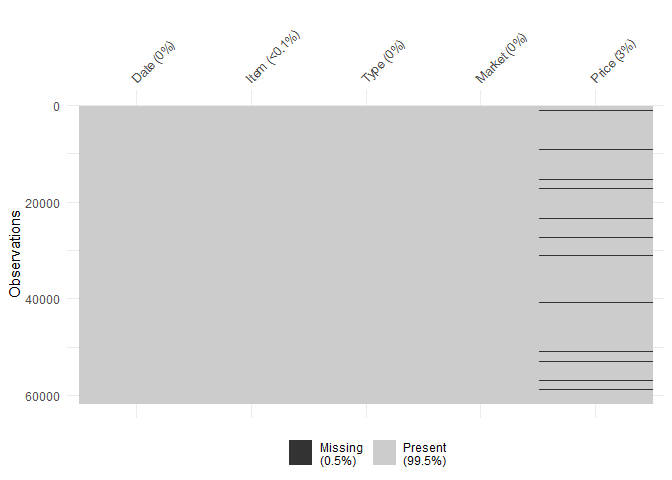 Date (0%)
Item (<0.1%)
Type (0%)
Market (0%)
Price (3%)
0
20000
40000
60000
Observations
Missing
(0.5%)
Present
(99.5%)